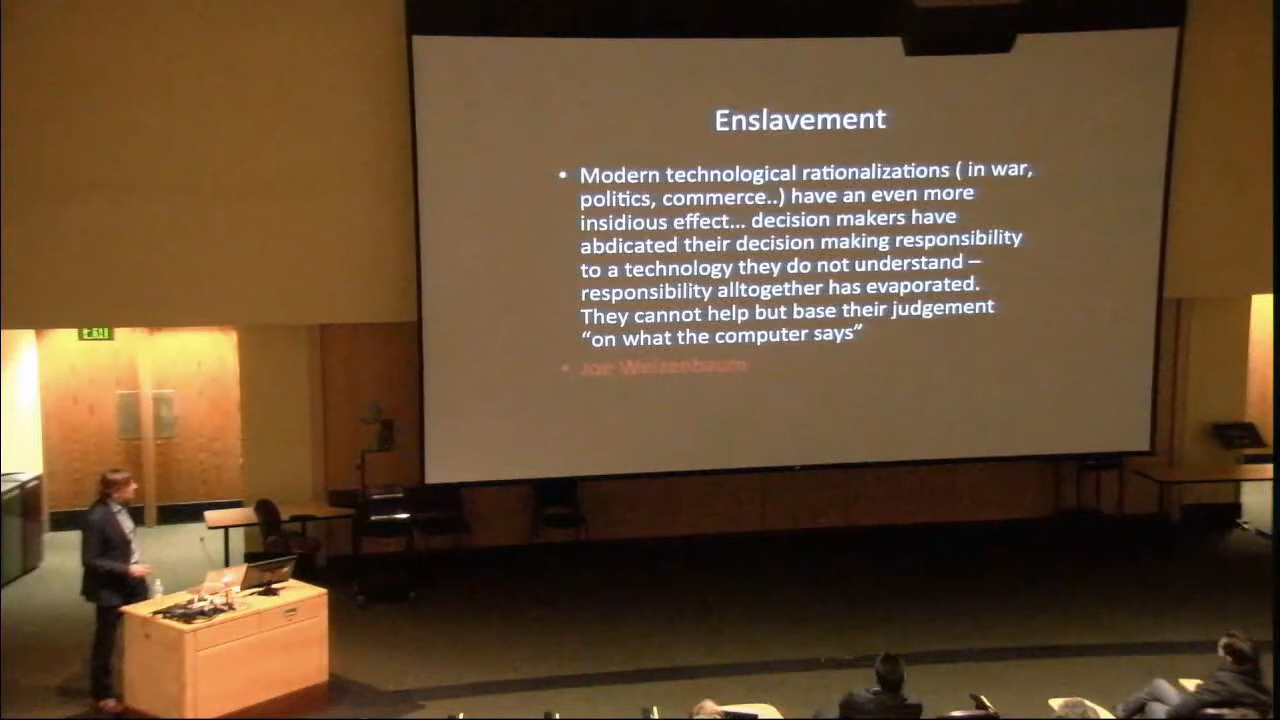 EXIT
Enslavement
• Modern technological rationalizations ( in war,
politics, commerce..) have an even more
insidious effect... decision makers have
abdicated their decision making responsibility
to a technology they do not understand –
responsibility alltogether has evaporated.
They cannot help but base their judgement
“on what the computer says”
• Joe Weizenbaum